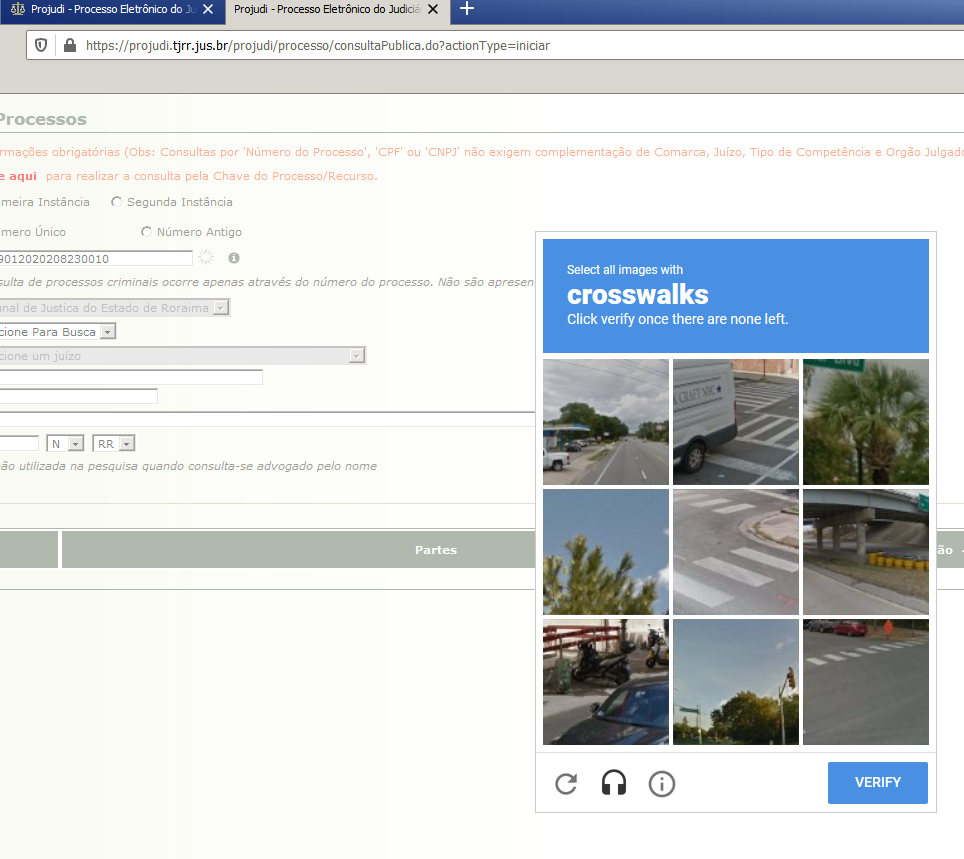 Projudi - Processo Eletrônico do Ju
Projudi - Processo Eletrônico do Judiciá
https://projudi.tjrr.jus.br/projudi/processo/consultaPublica.do?actionType=iniciar
Processos
rmações obrigatórias (Obs: Consultas por 'Número do Processo', 'CPF' ou 'CNPJ' não exigem complementação de Comarca, Juízo, Tipo de Competência e Orgão Julgado
e aqui para realizar a consulta pela Chave do Processo/Recurso.
meira Instância Segunda Instância
mero Único Número Antigo
9012020208230010
sulta de processos criminais ocorre apenas através do número do processo. Não são apresen
nal de Justica do Estado de Roraima
cione Para Busca
cione um juízo
N RR
ão utilizada na pesquisa quando consulta-se advogado pelo nome
Partes
ão
Select all images with
crosswalks
Click verify once there are none left.
CRAFT NYC
VERIFY